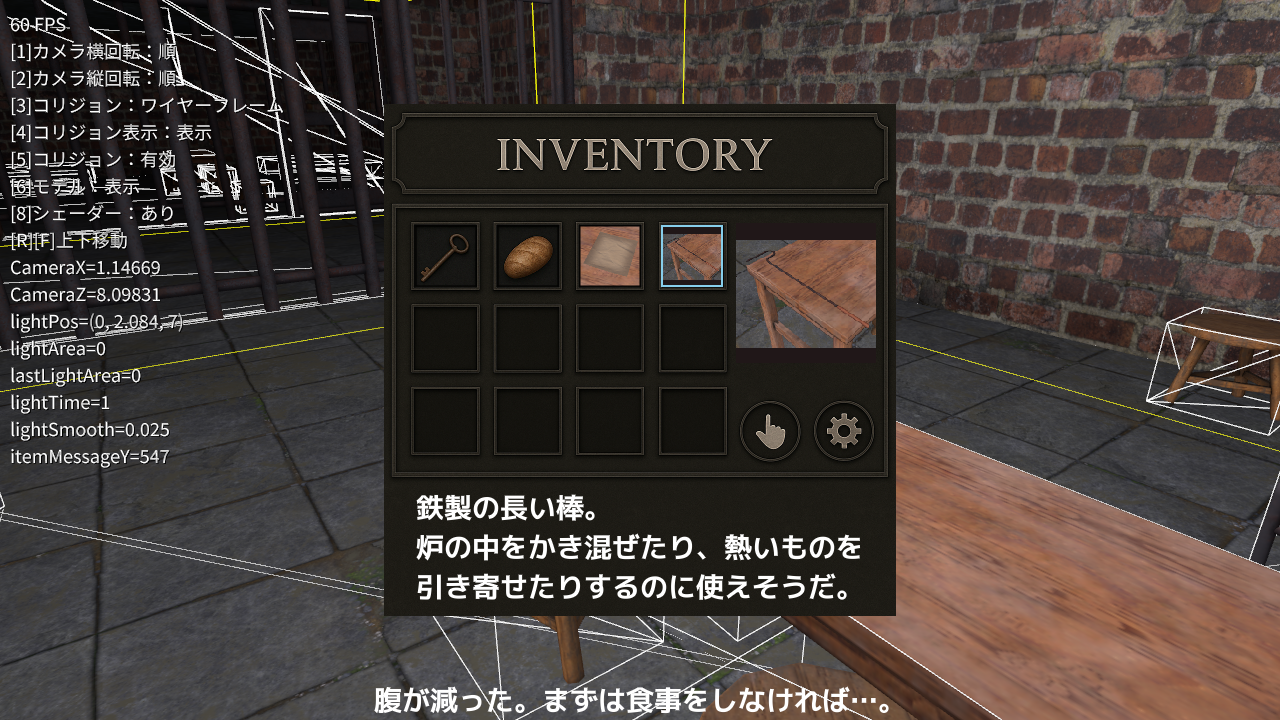 60 FPS
[1]カメラ横回転：順
[2]カメラ縦回転：順
[3]コリジョン：ワイヤーフレーム
[4]コリジョン表示：表示
[5]コリジョン：有効
[6]モデル：表示
[8]シェーダー：あり
[R][F]上下移動
CameraX=1.14669
CameraZ=8.09831
lightPos=(0, 2.084, 7)
lightArea=0
lastLightArea=0
lightTime=1
lightSmooth=0.025
itemMessageY=547
INVENTORY
鉄製の長い棒。
炉の中をかき混ぜたり、熱いものを
引き寄せたりするのに使えそうだ。
腹が減った。まずは食事をしなければ…。